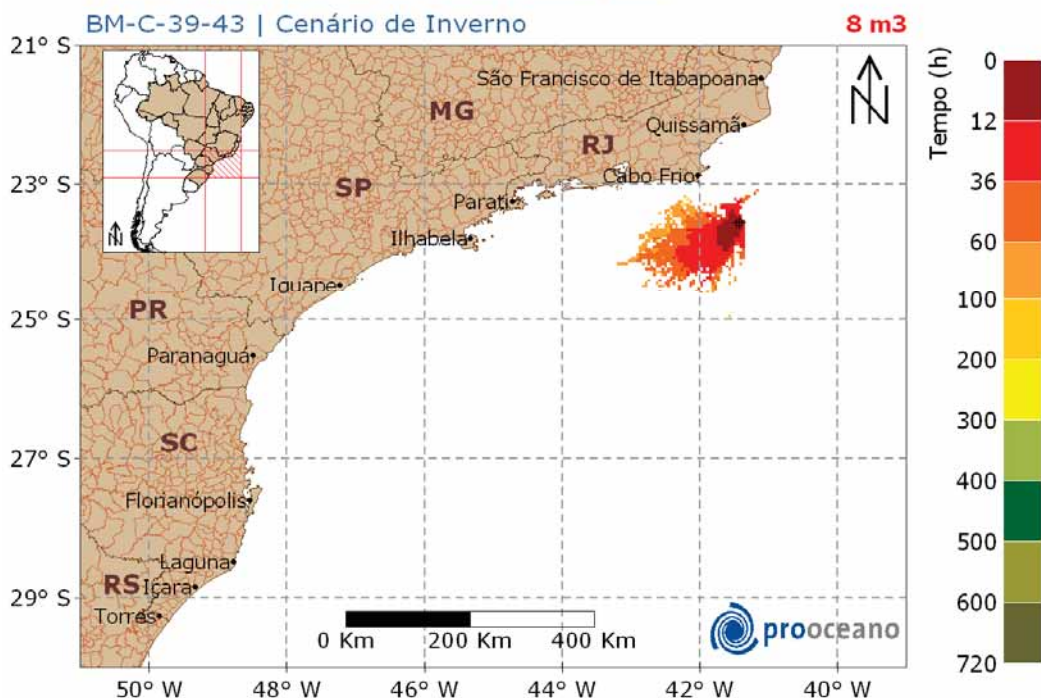 BM-C-39-43 | Cenário de Inverno
8 m3
21° S
23° S
25° S
27° S
29° S
50° W
48° W
46° W
44° W
42° W
40° W
N
N
MG
RJ
SP
PR
SC
RS
São Francisco de Itabapoana
Quissamã
Cabo Frio
Parati
Ilhabela
Iguape
Paranaguá
Florianópolis
Laguna
Içara
Torres
0 Km
200 Km
400 Km
prooceano
Tempo (h)
0
12
36
60
100
200
300
400
500
600
720